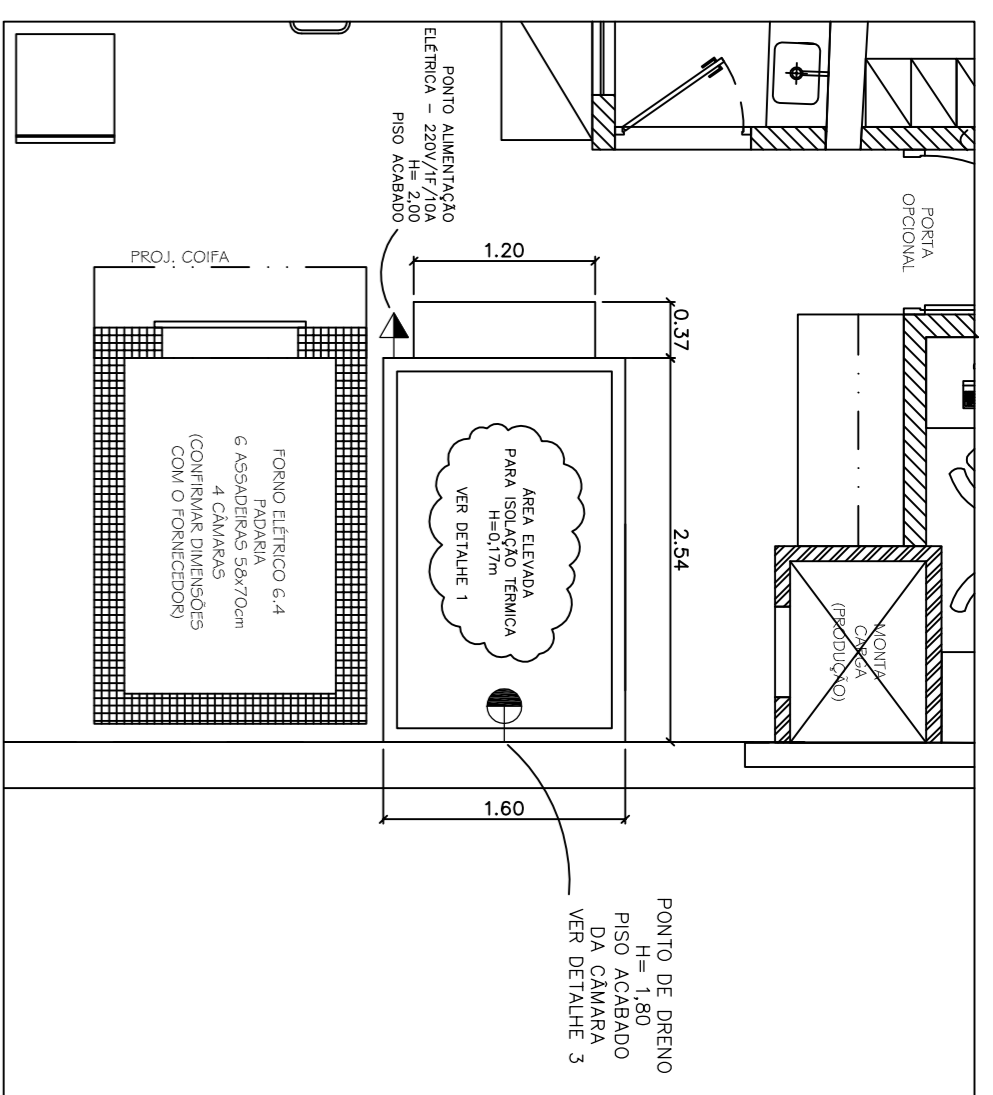 PONTO ALIMENTAÇÃO
ELÉTRICA - 220V/1F/10A
H= 2,00
PISO ACABADO
PORTA
OPCIONAL
PROJ. COIFA
1.20
0.37
2.54
1.60
ÁREA ELEVADA
PARA ISOLAÇÃO TÉRMICA
H=0,17m
VER DETALHE 1
FORNO ELÉTRICO 6.4
PADARIA
6 ASSADEIRAS 58x70cm
4 CÂMARAS
(CONFIRMAR DIMENSÕES
COM O FORNECEDOR)
MONTA
CARGA
(PRODUÇÃO)
PONTO DE DRENO
H= 1,80
PISO ACABADO
DA CÂMARA
VER DETALHE 3